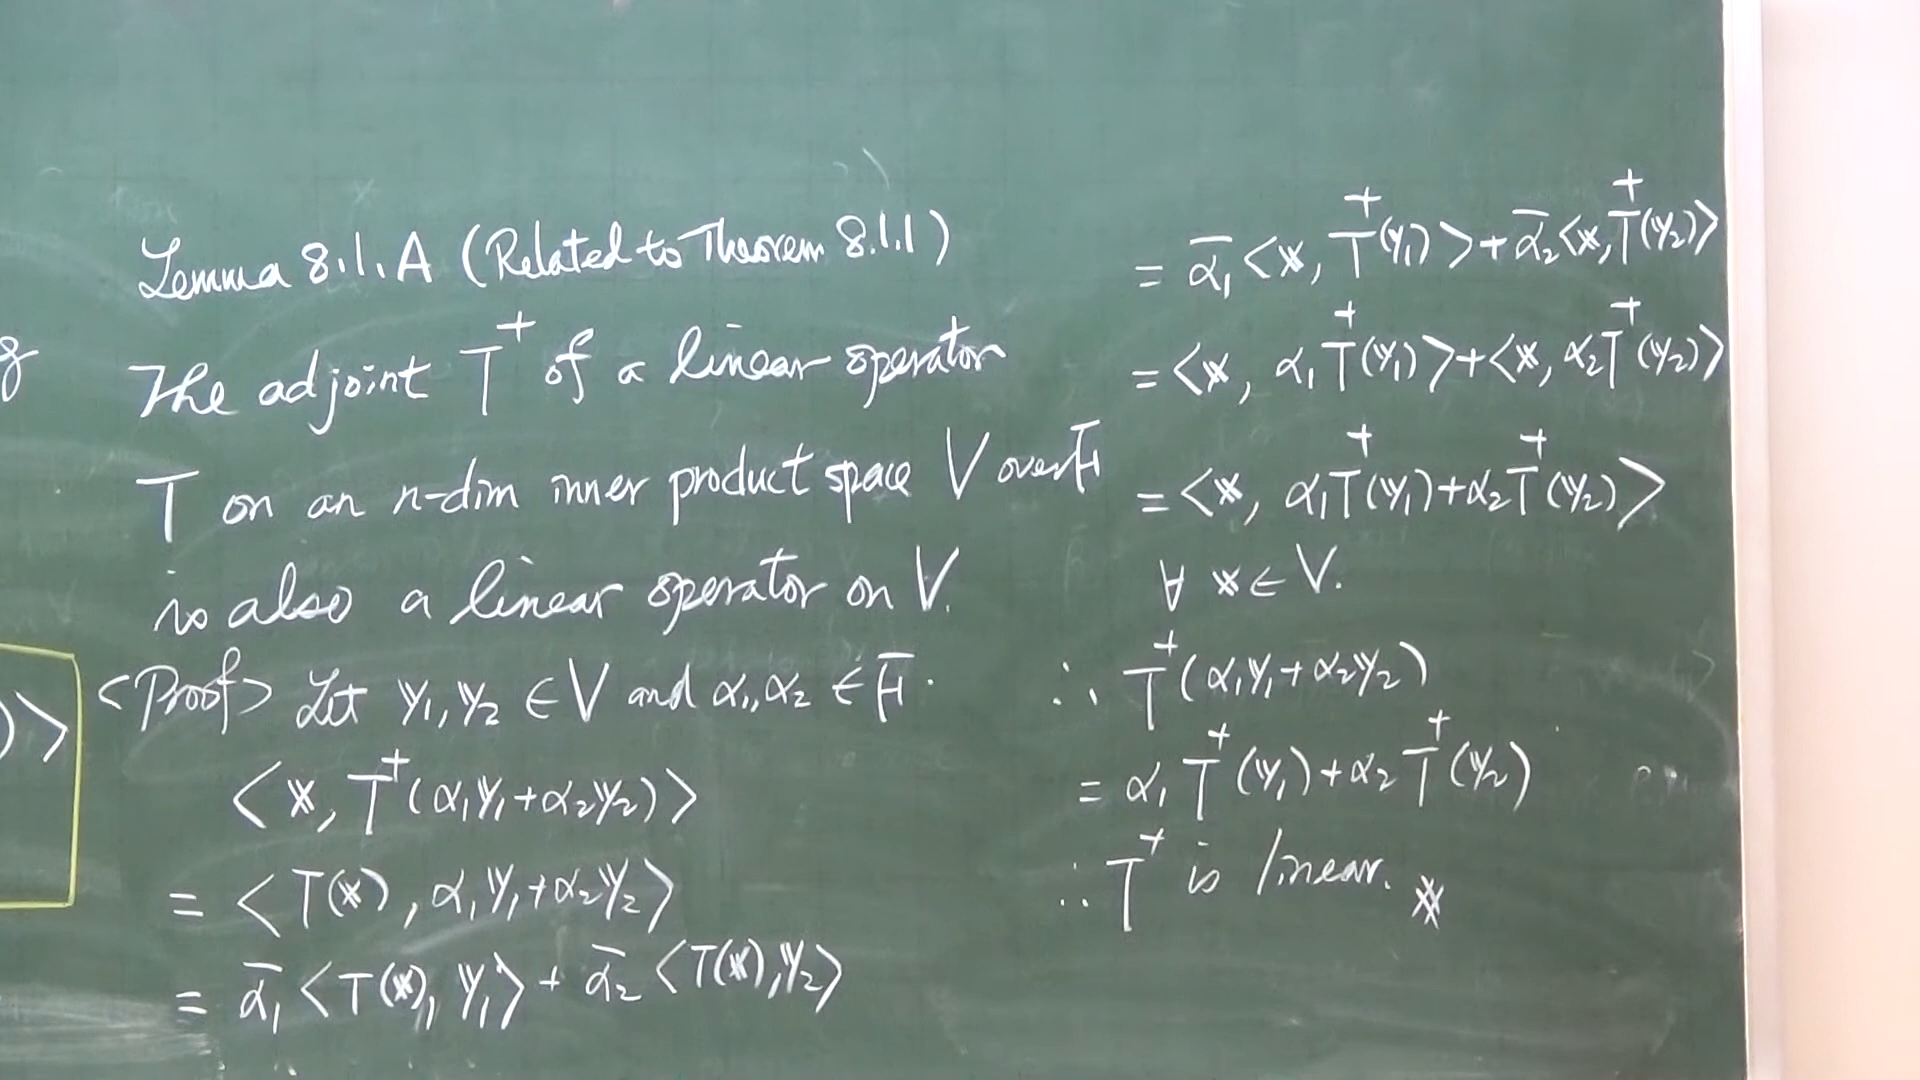 g
)>
Lemma 8.1.A (Related to Theorem 8.1.1)
The adjoint T⁺ of a linear operator
T on an n-dim inner product space V over 𝔽
is also a linear operator on V.
<Proof> Let 𝕪₁, 𝕪₂ ∈ V and α₁, α₂ ∈ 𝔽.
<𝕩, T⁺(α₁𝕪₁+α₂𝕪₂)>
= <T(𝕩), α₁𝕪₁+α₂𝕪₂>
= ᾱ₁<T(𝕩), 𝕪₁> + ᾱ₂<T(𝕩), 𝕪₂>
= ᾱ₁<𝕩, T⁺(𝕪₁)>+ᾱ₂<𝕩, T⁺(𝕪₂)>
= <𝕩, α₁T⁺(𝕪₁)>+<𝕩, α₂T⁺(𝕪₂)>
= <𝕩, α₁T⁺(𝕪₁)+α₂T⁺(𝕪₂)>
∀ 𝕩 ∈ V.
∴ T⁺(α₁𝕪₁+α₂𝕪₂)
= α₁T⁺(𝕪₁)+α₂T⁺(𝕪₂)
∴ T⁺ is linear. ※